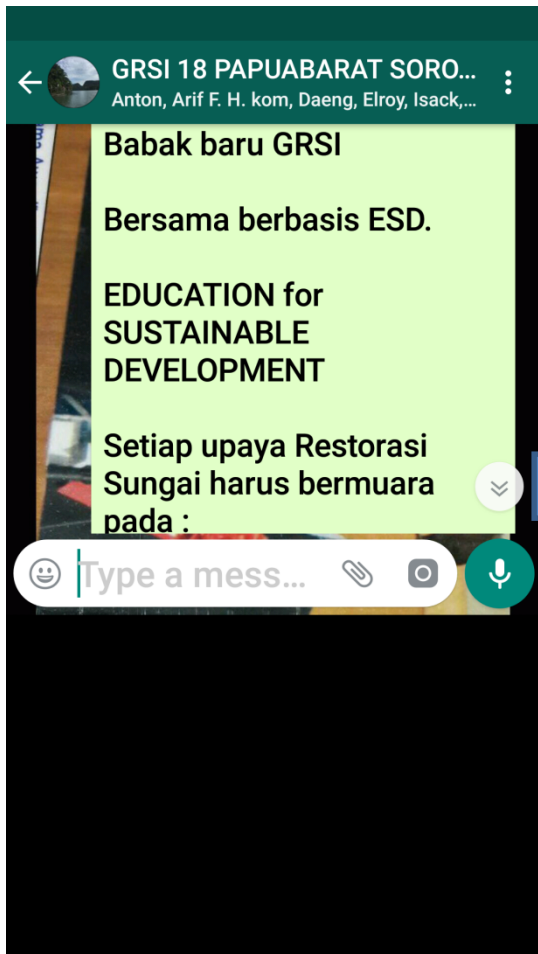 GRSI 18 PAPUABARAT SORO...
Anton, Arif F. H. kom, Daeng, Elroy, Isack,...
Babak baru GRSI
Bersama berbasis ESD.
EDUCATION for
SUSTAINABLE
DEVELOPMENT
Setiap upaya Restorasi
Sungai harus bermuara
pada :
Type a mess...